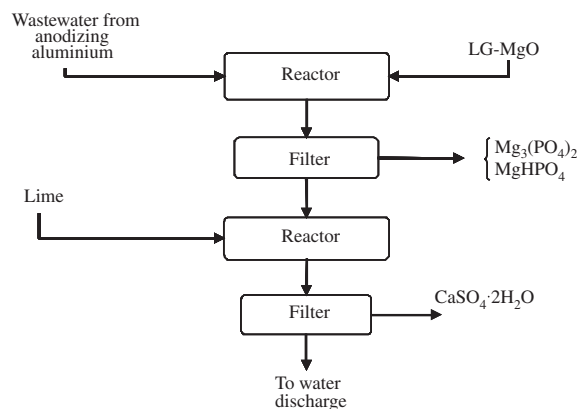 Wastewater from
anodizing
aluminium
LG-MgO
Reactor
Filter
Mg₃(PO₄)₂
MgHPO₄
Lime
Reactor
Filter
CaSO₄·2H₂O
To water
discharge